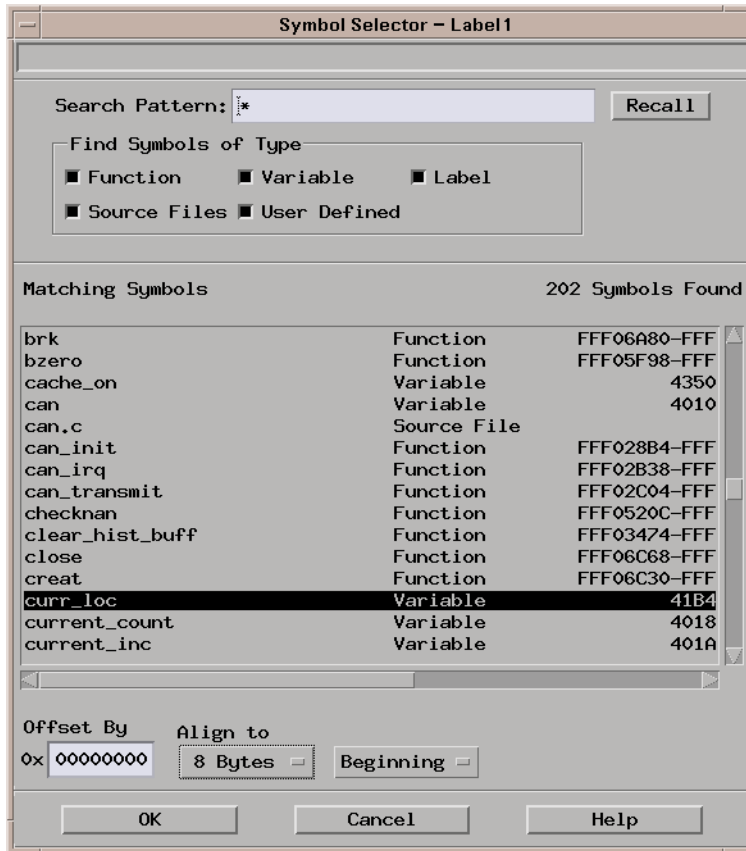 Symbol Selector – Label1
Search Pattern: * Recall
Find Symbols of Type
Function Variable Label
Source Files User Defined
Matching Symbols 202 Symbols Found
brk Function FFF06A80-FFF
bzero Function FFF05F98-FFF
cache_on Variable 4350
can Variable 4010
can.c Source File
can_init Function FFF028B4-FFF
can_irq Function FFF02B38-FFF
can_transmit Function FFF02C04-FFF
checknan Function FFF0520C-FFF
clear_hist_buff Function FFF03474-FFF
close Function FFF06C68-FFF
creat Function FFF06C30-FFF
curr_loc Variable 41B4
current_count Variable 4018
current_inc Variable 401A
Offset By Align to
0x 00000000 8 Bytes Beginning
OK Cancel Help